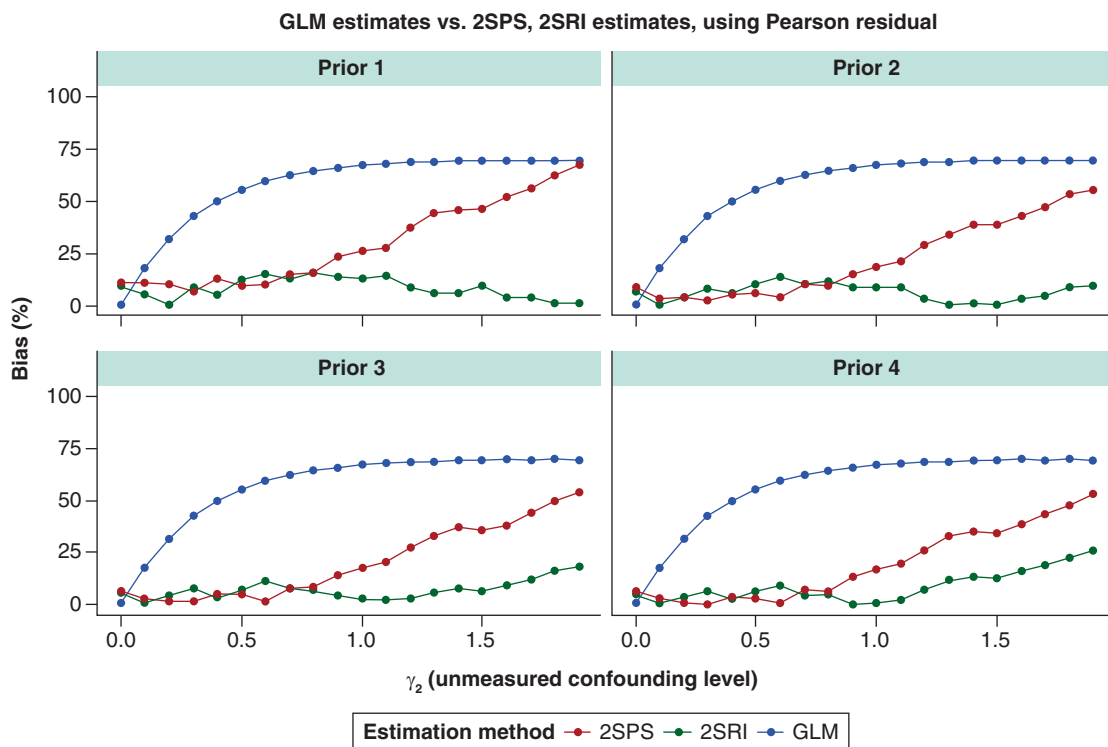 GLM estimates vs. 2SPS, 2SRI estimates, using Pearson residual
Prior 1
Prior 2
100
75
50
25
0
Bias (%)
Prior 3
Prior 4
100
75
50
25
0
0.0 0.5 1.0 1.5
0.0 0.5 1.0 1.5
γ₂ (unmeasured confounding level)
Estimation method 2SPS 2SRI GLM